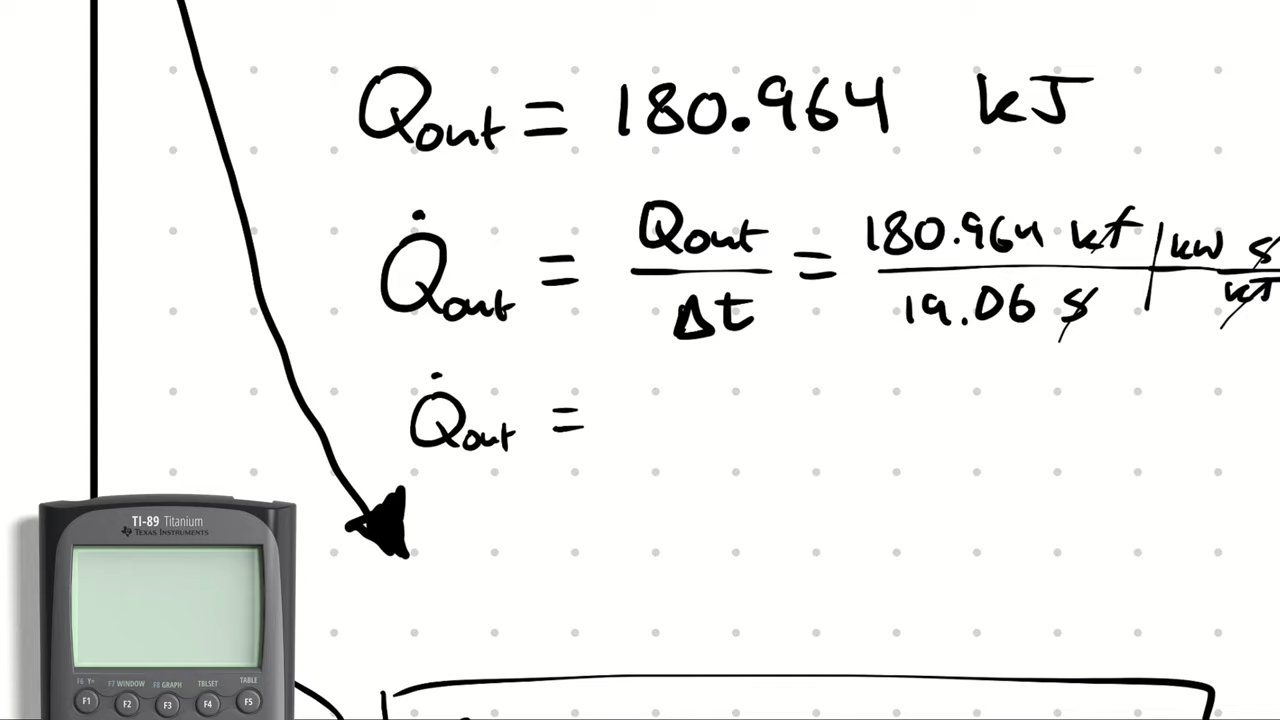 Qout = 180.964 kJ
Q̇out = Qout / Δt = 180.964 kJ / 19.06 s | kW s / kJ
Q̇out =
TI-89 Titanium
TEXAS INSTRUMENTS
F6 Y= F7 WINDOW F8 GRAPH TBLSET TABLE
F1 F2 F3 F4 F5